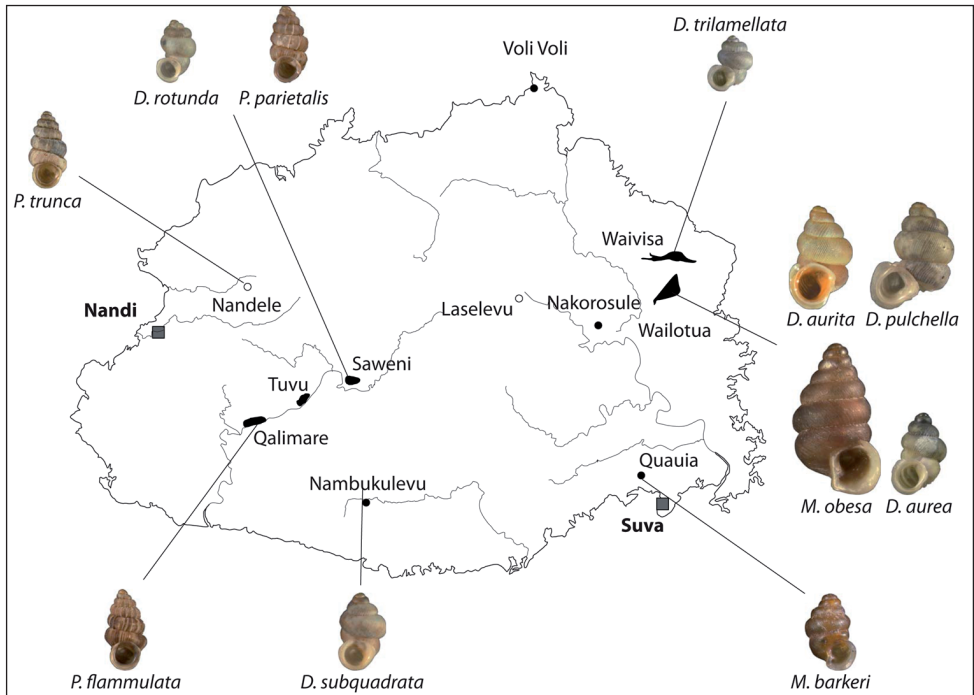 D. trilamellata
Voli Voli
D. rotunda
P. parietalis
P. trunca
Waivisa
Nandele
Nandi
Laselevu
Nakorosule
Wailotua
D. aurita
D. pulchella
Saweni
Tuvu
Qalimare
Quauia
Nambukulevu
M. obesa
D. aurea
Suva
P. flammulata
D. subquadrata
M. barkeri